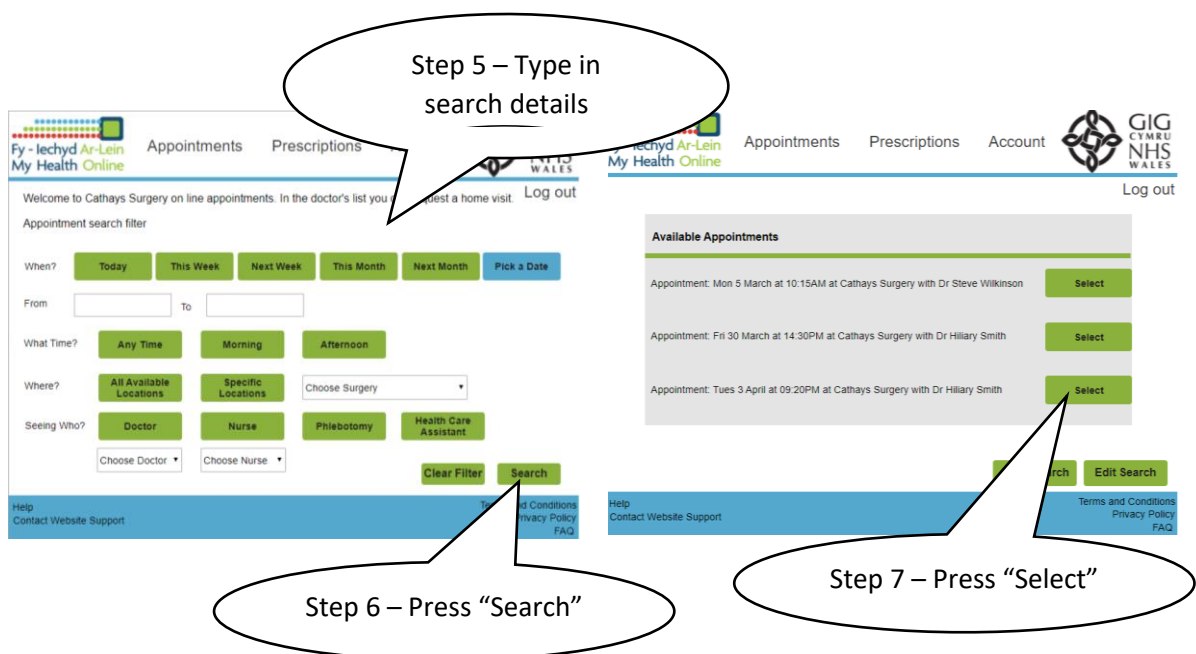 Step 5 – Type in
search details
Fy - Iechyd Ar-Lein
My Health Online
Appointments
Prescriptions
NHS
WALES
Log out
Welcome to Cathays Surgery on line appointments. In the doctor's list you
a home visit.
Appointment search filter
When?
Today
This Week
Next Week
This Month
Next Month
Pick a Date
From
To
What Time?
Any Time
Morning
Afternoon
Where?
All Available
Locations
Specific
Locations
Choose Surgery
Seeing Who?
Doctor
Nurse
Phlebotomy
Health Care
Assistant
Choose Doctor
Choose Nurse
Clear Filter
Search
Help
Contact Website Support
and Conditions
Privacy Policy
FAQ
Step 6 – Press “Search”
Ar-Lein
My Health Online
Appointments
Prescriptions
Account
GIG
CYMRU
NHS
WALES
Log out
Available Appointments
Appointment: Mon 5 March at 10:15AM at Cathays Surgery with Dr Steve Wilkinson
Select
Appointment: Fri 30 March at 14:30PM at Cathays Surgery with Dr Hiliary Smith
Select
Appointment: Tues 3 April at 09:20PM at Cathays Surgery with Dr Hiliary Smith
Select
Edit Search
Help
Contact Website Support
Terms and Conditions
Privacy Policy
FAQ
Step 7 – Press “Select”